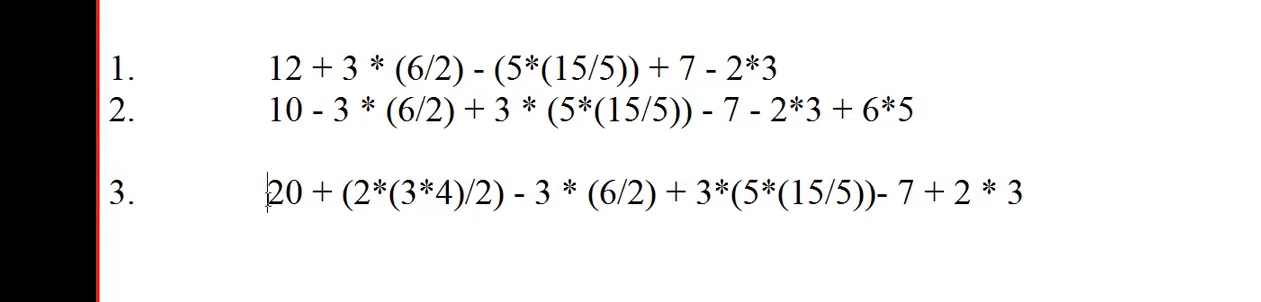 1. 12 + 3 * (6/2) - (5*(15/5)) + 7 - 2*3
2. 10 - 3 * (6/2) + 3 * (5*(15/5)) - 7 - 2*3 + 6*5
3. 20 + (2*(3*4)/2) - 3 * (6/2) + 3*(5*(15/5))- 7 + 2 * 3